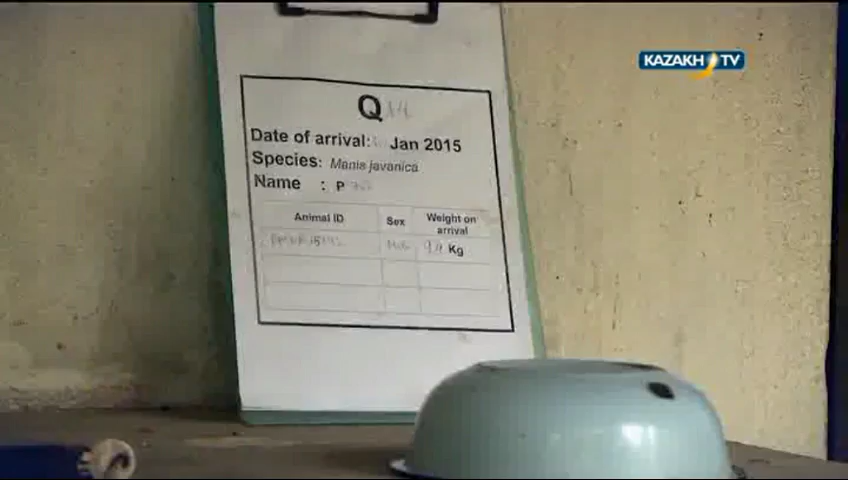 KAZAKH TV
Q
Date of arrival: Jan 2015
Species: Manis javanica
Name : P
Animal ID Sex Weight on arrival
Kg